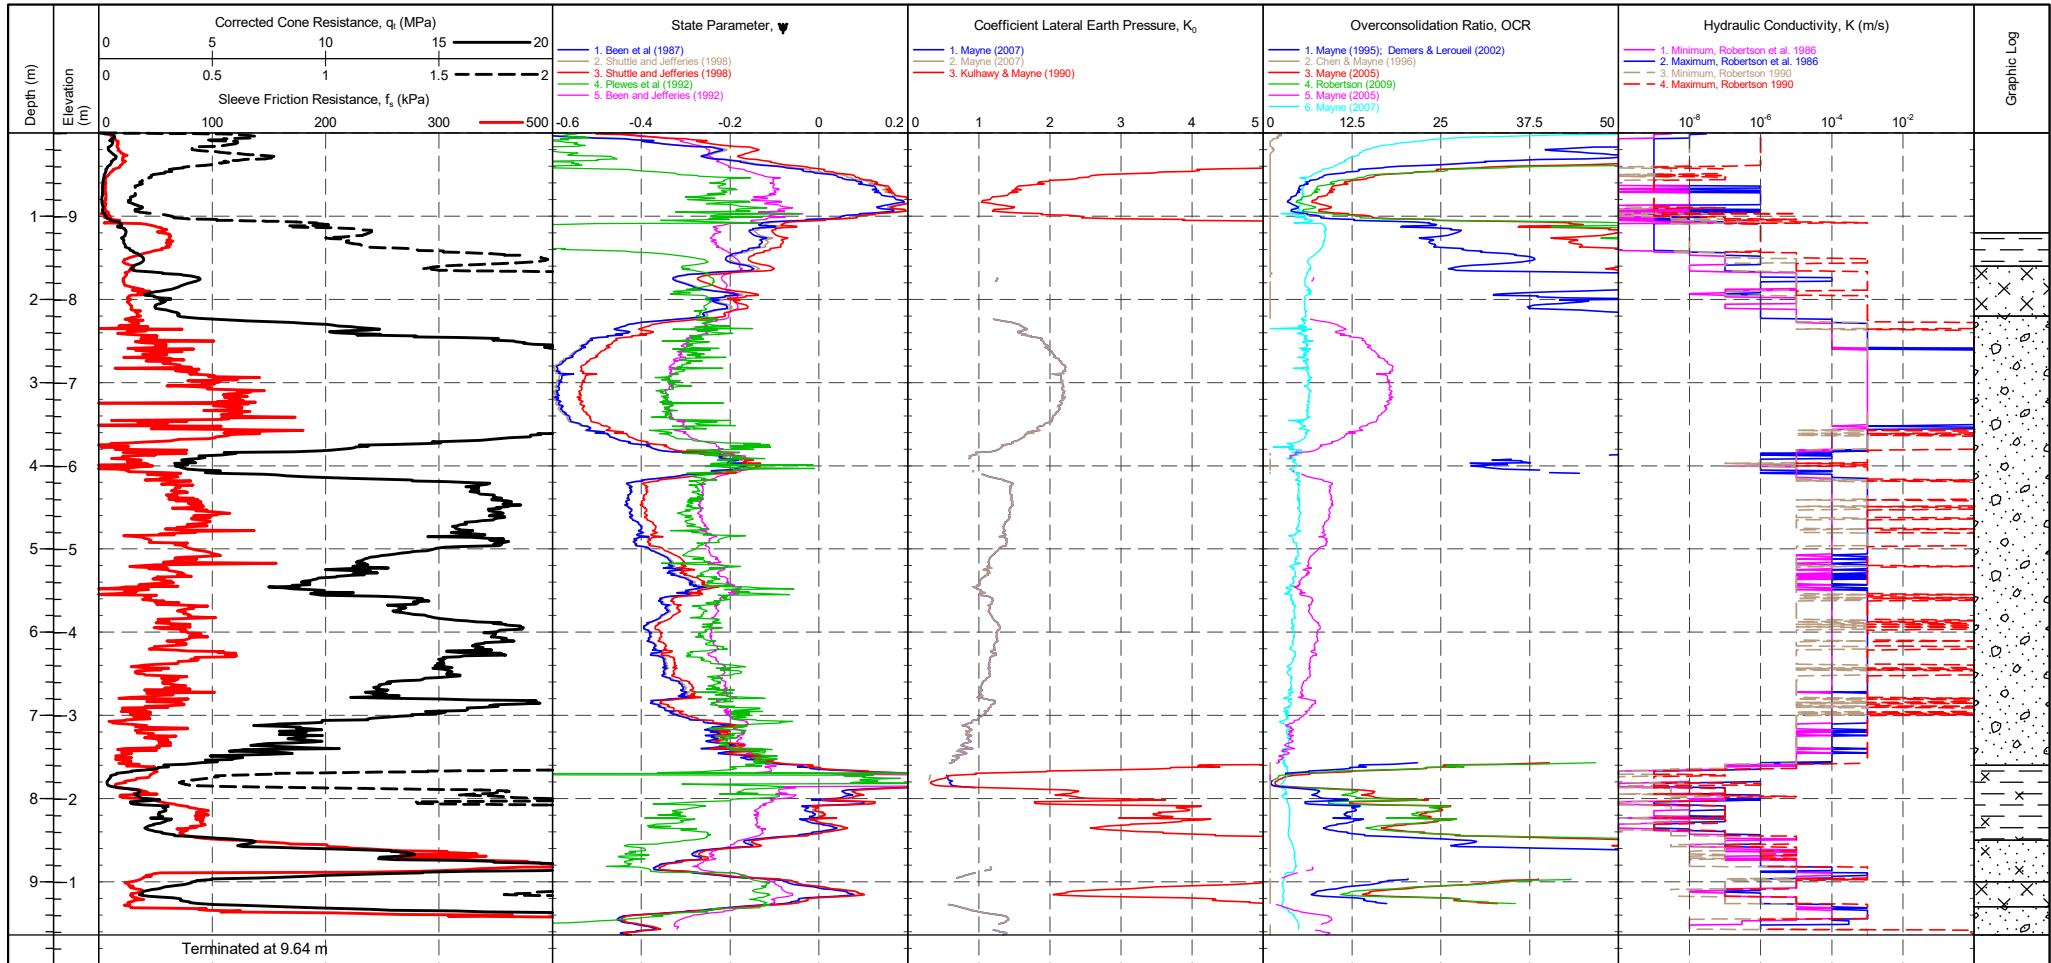 Corrected Cone Resistance, qt (MPa)
0 5 10 15 20
0 0.5 1 1.5 2
Sleeve Friction Resistance, fs (kPa)
0 100 200 300 500
Depth (m)
Elevation (m)
State Parameter, ψ
1. Been et al (1987)
2. Shuttle and Jefferies (1998)
3. Shuttle and Jefferies (1998)
4. Plewes et al (1992)
5. Been and Jefferies (1992)
-0.6 -0.4 -0.2 0 0.2
Coefficient Lateral Earth Pressure, K0
1. Mayne (2007)
2. Mayne (2007)
3. Kulhawy & Mayne (1990)
0 1 2 3 4 5
Overconsolidation Ratio, OCR
1. Mayne (1995); Demers & Leroueil (2002)
2. Chen & Mayne (1996)
3. Mayne (2005)
4. Robertson (2009)
5. Mayne (2005)
6. Mayne (2007)
0 12.5 25 37.5 50
Hydraulic Conductivity, K (m/s)
1. Minimum, Robertson et al. 1986
2. Maximum, Robertson et al. 1986
3. Minimum, Robertson 1990
4. Maximum, Robertson 1990
10-8 10-6 10-4 10-2
Graphic Log
1 9
2 8
3 7
4 6
5 5
6 4
7 3
8 2
9 1
Terminated at 9.64 m